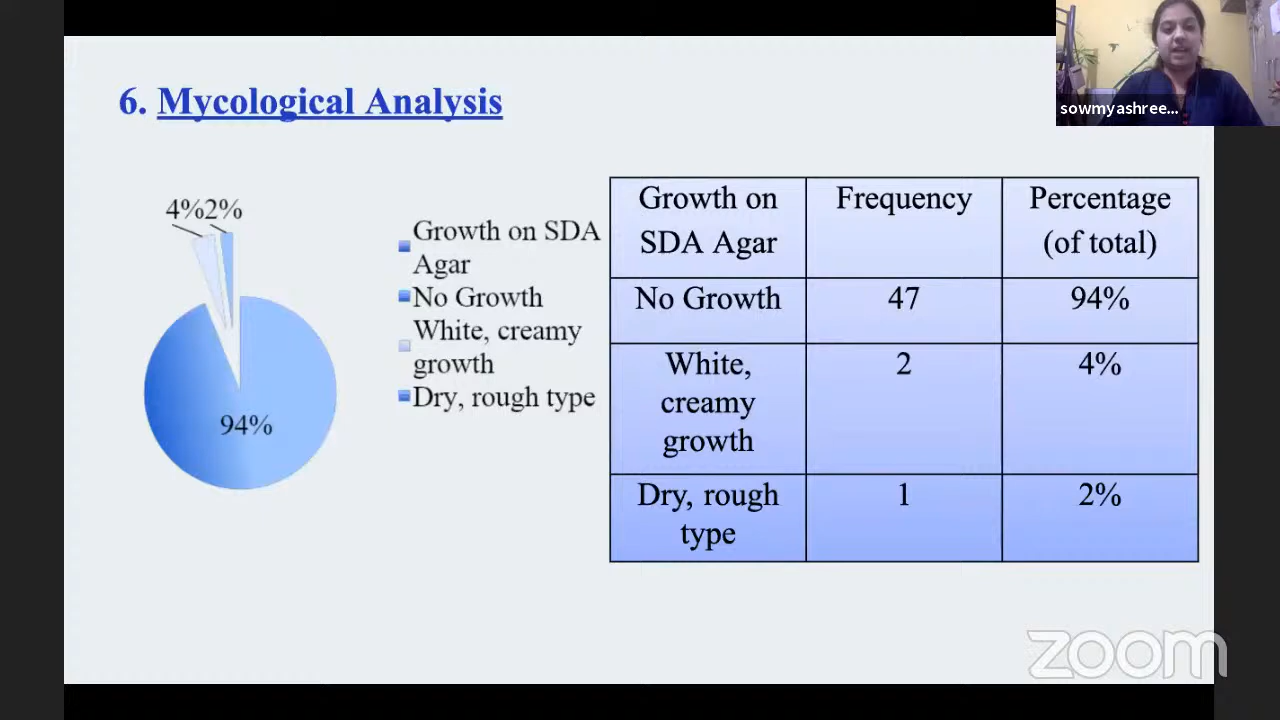 6. Mycological Analysis
sowmyashree...
4%2%
94%
Growth on SDA
Agar
No Growth
White, creamy
growth
Dry, rough type
Growth on
SDA Agar
Frequency
Percentage
(of total)
No Growth
47
94%
White,
creamy
growth
2
4%
Dry, rough
type
1
2%
zoom